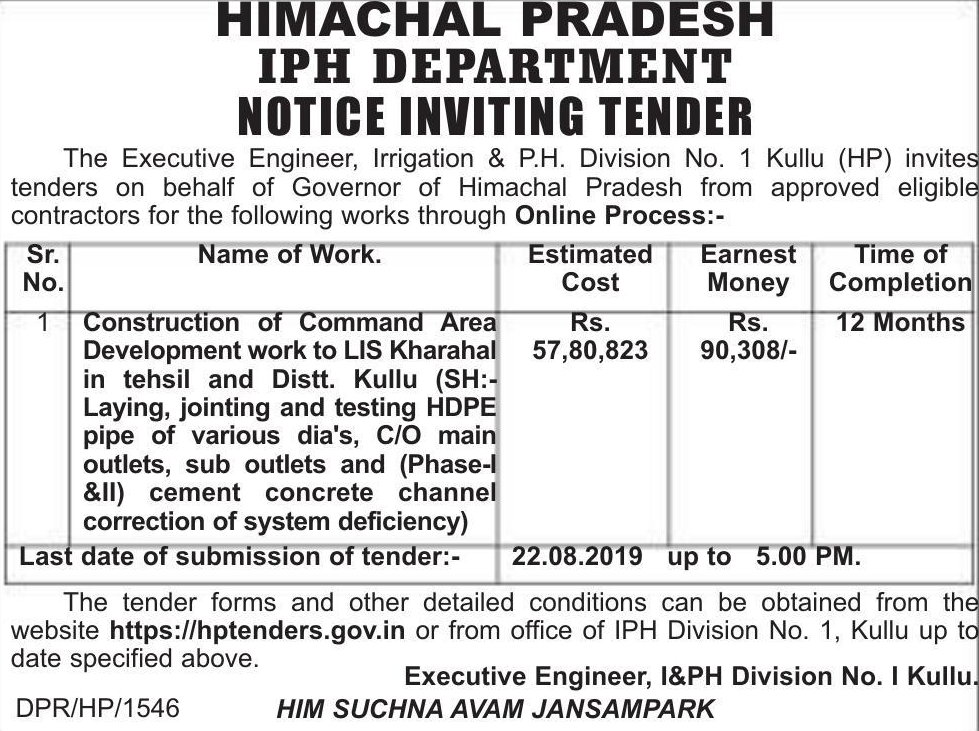 HIMACHAL PRADESH
IPH DEPARTMENT
NOTICE INVITING TENDER
The Executive Engineer, Irrigation & P.H. Division No. 1 Kullu (HP) invites
tenders on behalf of Governor of Himachal Pradesh from approved eligible
contractors for the following works through Online Process:-
Sr. No. Name of Work. Estimated Cost Earnest Money Time of Completion
1 Construction of Command Area Rs. Rs. 12 Months
Development work to LIS Kharahal 57,80,823 90,308/-
in tehsil and Distt. Kullu (SH:-
Laying, jointing and testing HDPE
pipe of various dia's, C/O main
outlets, sub outlets and (Phase-I
&II) cement concrete channel
correction of system deficiency)
Last date of submission of tender:- 22.08.2019 up to 5.00 PM.
The tender forms and other detailed conditions can be obtained from the
website https://hptenders.gov.in or from office of IPH Division No. 1, Kullu up to
date specified above.
Executive Engineer, I&PH Division No. I Kullu.
DPR/HP/1546 HIM SUCHNA AVAM JANSAMPARK